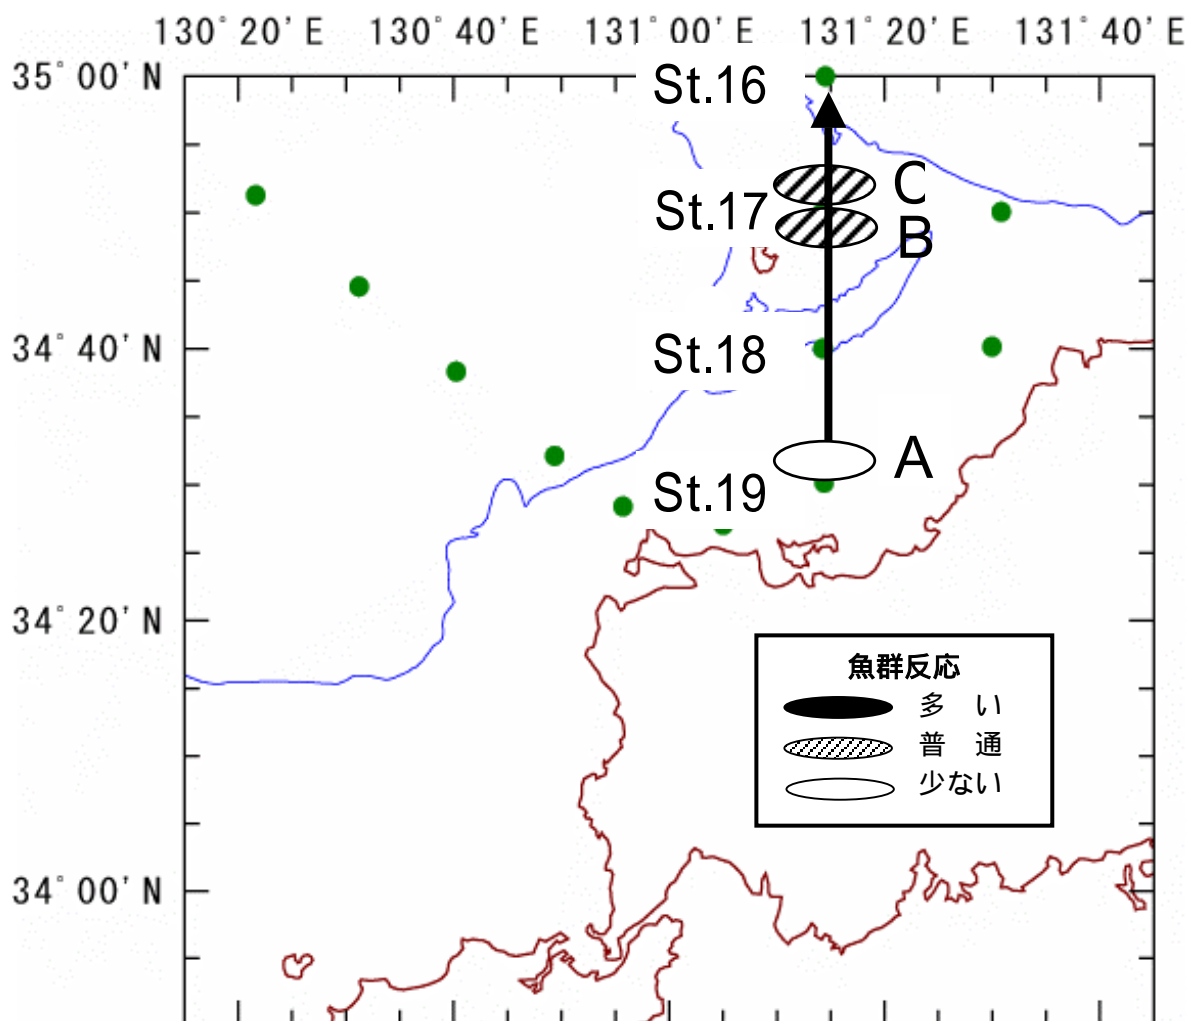 130° 20' E 130° 40' E 131° 00' E 131° 20' E 131° 40' E
35° 00' N
St.16
C
St.17
B
34° 40' N
St.18
A
St.19
34° 20' N
魚群反応
多　い
普　通
少ない
34° 00' N